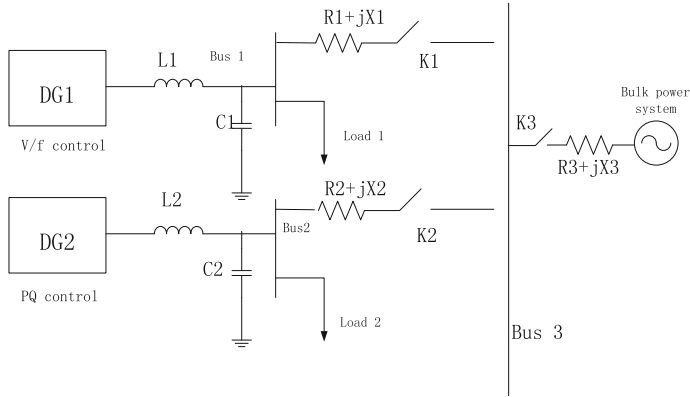 R1+jX1
L1
Bus 1
K1
DG1
C1
Load 1
V/f control
Bulk power
system
K3
R3+jX3
L2
R2+jX2
Bus2
K2
DG2
C2
PQ control
Load 2
Bus 3